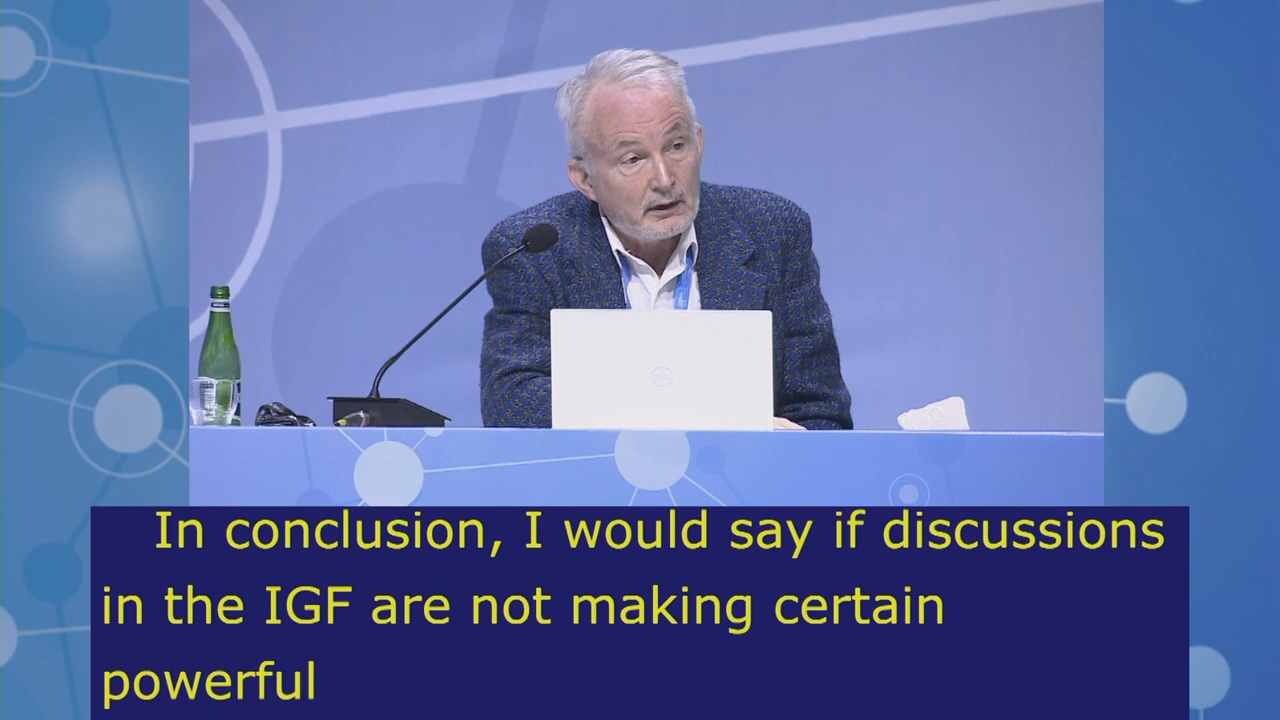 In conclusion, I would say if discussions
in the IGF are not making certain
powerful